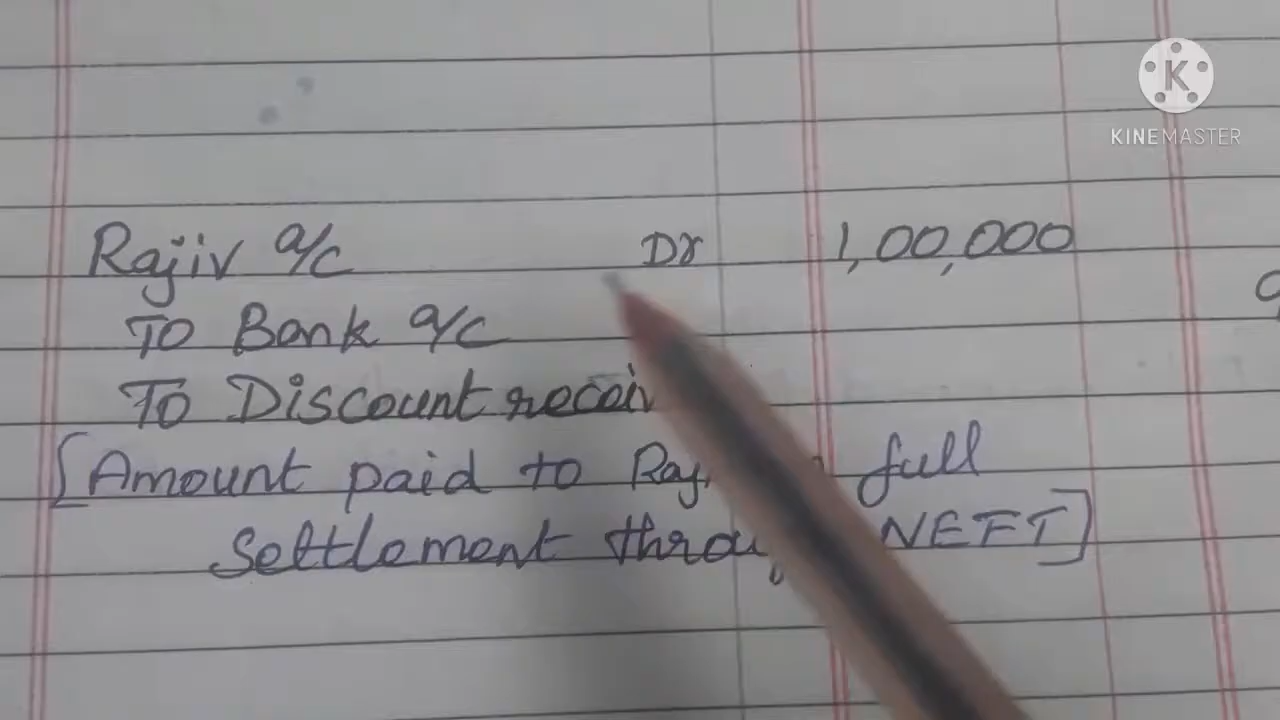 K
KINEMASTER
Rajiv a/c Dr 1,00,000
To Bank a/c
To Discount
[Amount paid to full
Settlement NEFT]